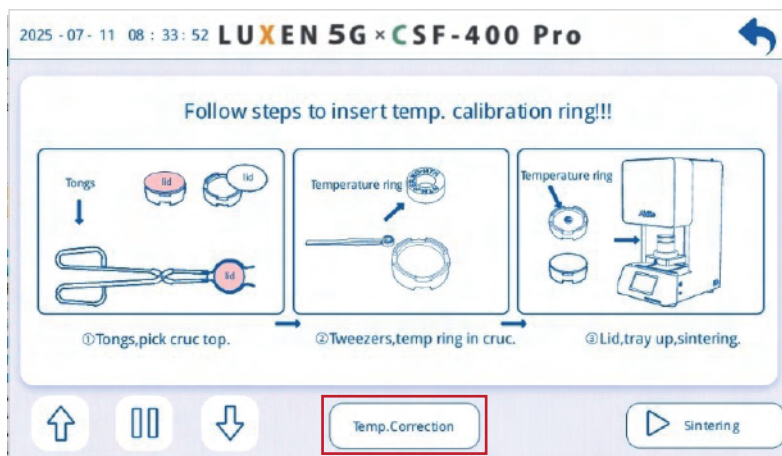 2025 - 07 - 11 08 : 33 : 52 LUXEN 5G × CSF-400 Pro
Follow steps to insert temp. calibration ring!!!
Tongs
lid
lid
lid
Temperature ring
Temperature ring
①Tongs,pick cruc top.
②Tweezers,temp ring in cruc.
③Lid,tray up,sintering.
Temp.Correction
Sintering